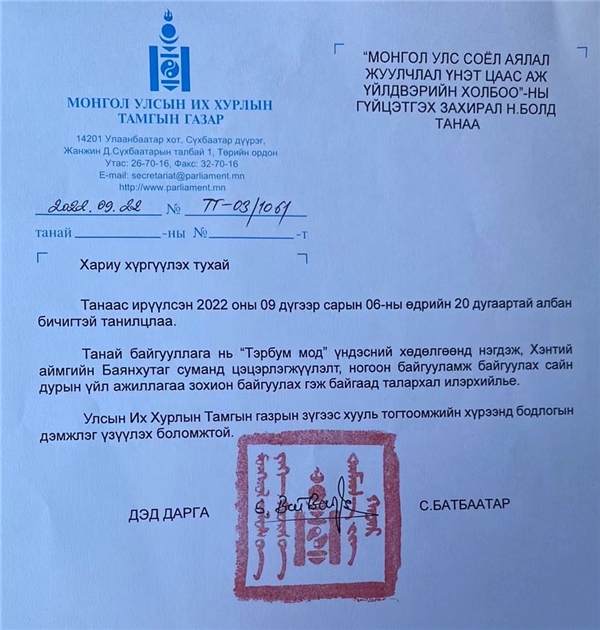 МОНГОЛ УЛСЫН ИХ ХУРЛЫН
ТАМГЫН ГАЗАР
14201 Улаанбаатар хот, Сүхбаатар дүүрэг,
Жанжин Д.Сүхбаатарын талбай 1, Төрийн ордон
Утас: 26-70-16, Факс: 32-70-16
E-mail: secretariat@parliament.mn
http://www.parliament.mn
2022.09.22 № ТГ-03/1061
танай -ны № -т
"МОНГОЛ УЛС СОЁЛ АЯЛАЛ
ЖУУЛЧЛАЛ ҮНЭТ ЦААС АЖ
ҮЙЛДВЭРИЙН ХОЛБОО"-НЫ
ГҮЙЦЭТГЭХ ЗАХИРАЛ Н.БОЛД
ТАНАА
Хариу хүргүүлэх тухай
Танаас ирүүлсэн 2022 оны 09 дүгээр сарын 06-ны өдрийн 20 дугаартай албан
бичигтэй танилцлаа.
Танай байгууллага нь "Тэрбум мод" үндэсний хөдөлгөөнд нэгдэж, Хэнтий
аймгийн Баянхутаг суманд цэцэрлэгжүүлэлт, ногоон байгууламж байгуулах сайн
дурын үйл ажиллагаа зохион байгуулах гэж байгаад талархал илэрхийлье.
Улсын Их Хурлын Тамгын газрын зүгээс хууль тогтоомжийн хүрээнд бодлогын
дэмжлэг үзүүлэх боломжтой.
ДЭД ДАРГА С.БАТБААТАР